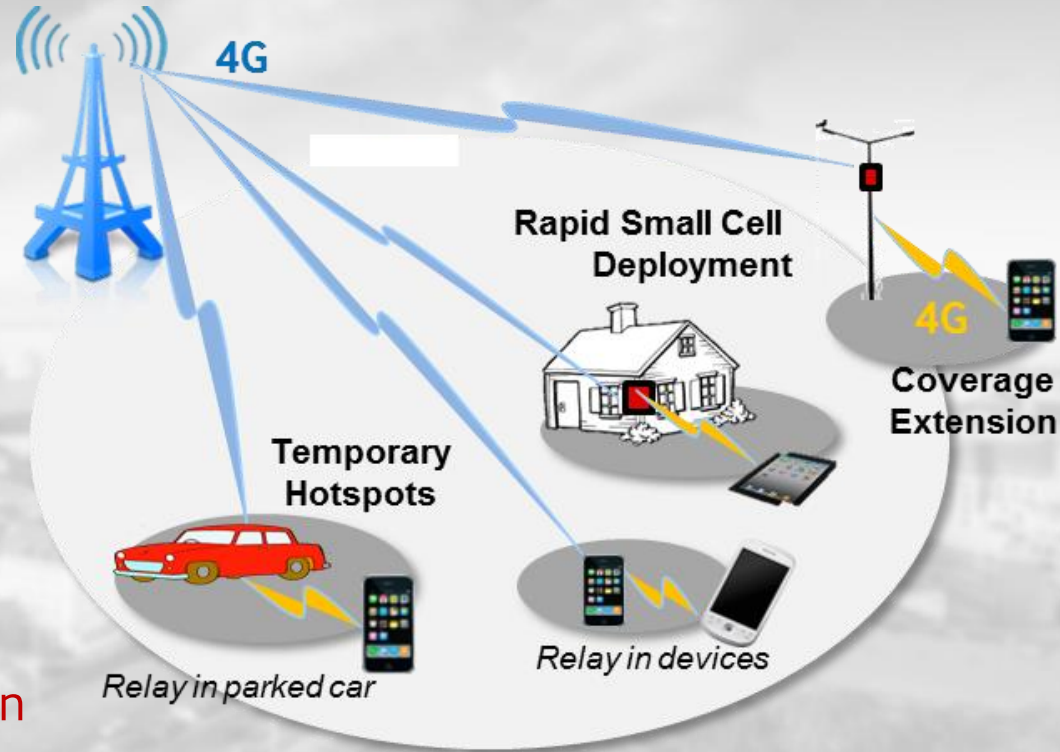 4G
Rapid Small Cell
Deployment
4G
Coverage
Extension
Temporary
Hotspots
Relay in devices
Relay in parked car
n